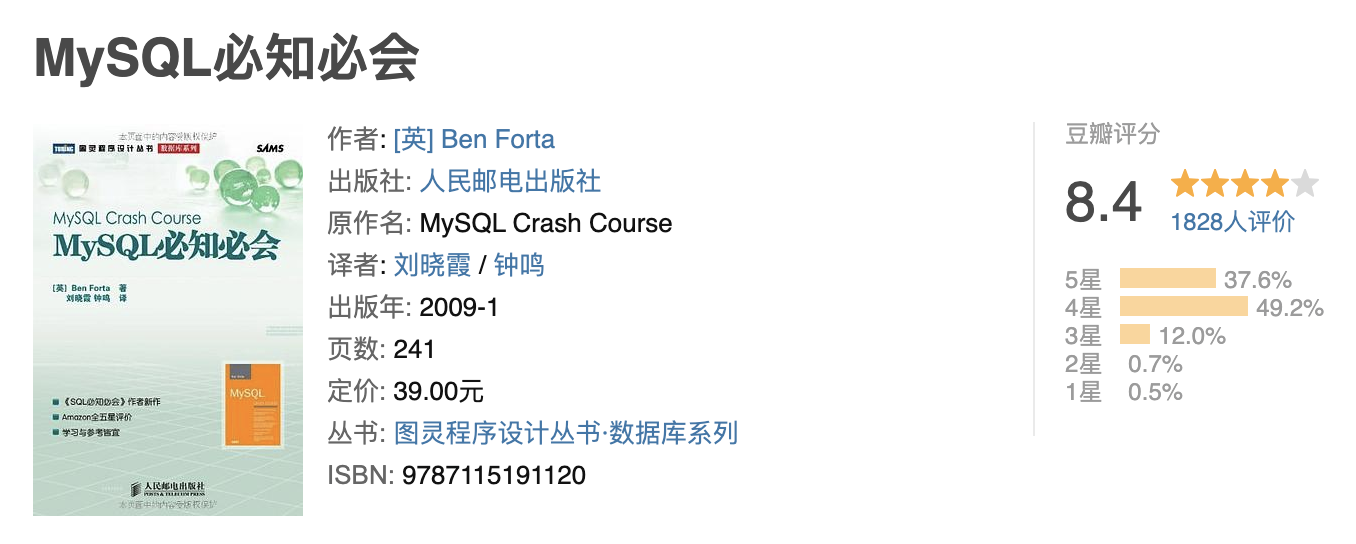 MySQL必知必会
本页面中的内容受版权保护
TURING 图灵程序设计丛书 数据库系列 SAMS
MySQL Crash Course
MySQL必知必会
[英] Ben Forta 著
刘晓霞 钟鸣 译
MySQL
《SQL必知必会》作者新作
Amazon全五星评价
学习与参考皆宜
人民邮电出版社
POSTS & TELECOM PRESS
本页面中的内容受版权保护
作者: [英] Ben Forta
出版社: 人民邮电出版社
原作名: MySQL Crash Course
译者: 刘晓霞 / 钟鸣
出版年: 2009-1
页数: 241
定价: 39.00元
丛书: 图灵程序设计丛书·数据库系列
ISBN: 9787115191120
豆瓣评分
8.4
1828人评价
5星 37.6%
4星 49.2%
3星 12.0%
2星 0.7%
1星 0.5%